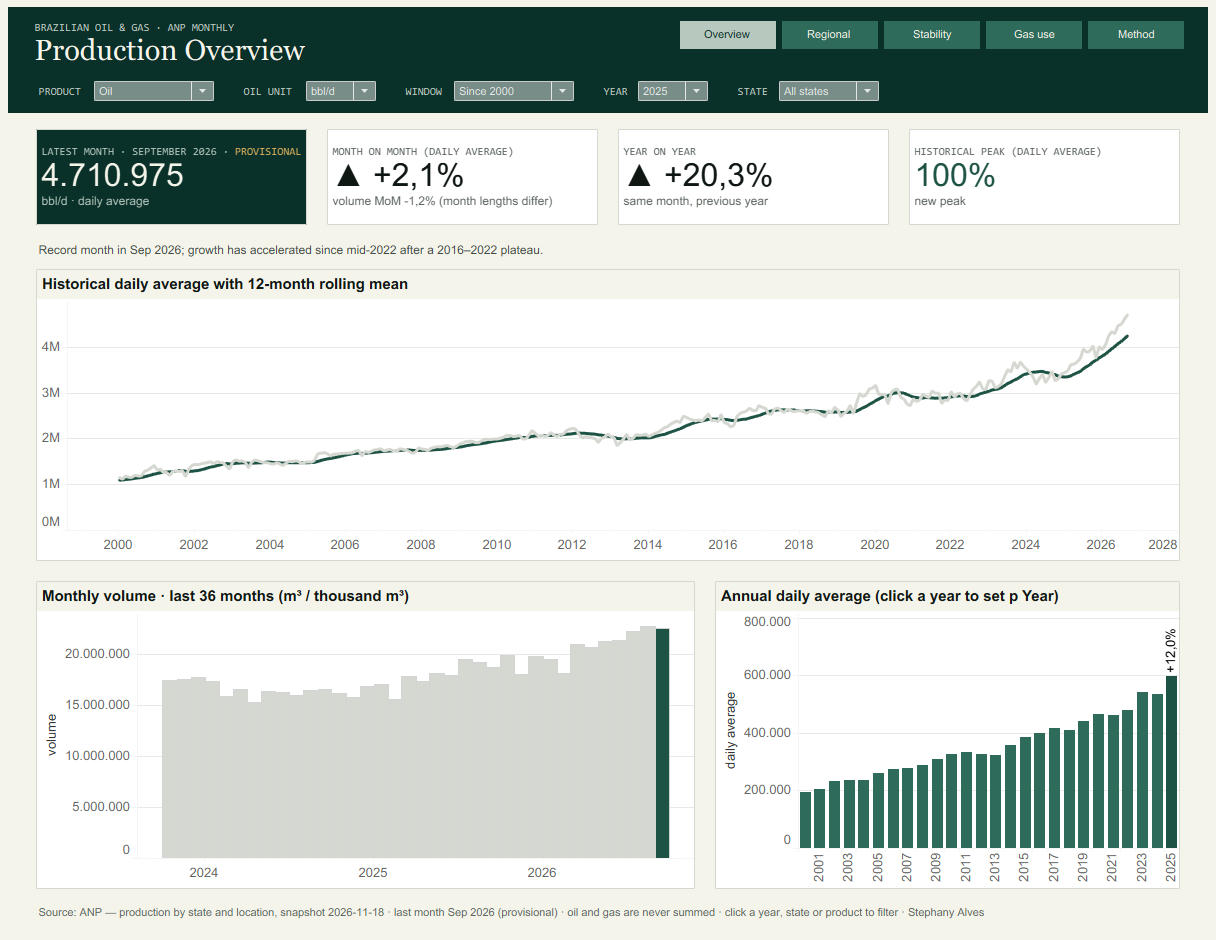 BRAZILIAN OIL & GAS · ANP MONTHLY
Production Overview
Overview
Regional
Stability
Gas use
Method
PRODUCT Oil
OIL UNIT bbl/d
WINDOW Since 2000
YEAR 2025
STATE All states
LATEST MONTH · SEPTEMBER 2026 · PROVISIONAL
4.710.975
bbl/d · daily average
MONTH ON MONTH (DAILY AVERAGE)
▲ +2,1%
volume MoM -1,2% (month lengths differ)
YEAR ON YEAR
▲ +20,3%
same month, previous year
HISTORICAL PEAK (DAILY AVERAGE)
100%
new peak
Record month in Sep 2026; growth has accelerated since mid-2022 after a 2016–2022 plateau.
Historical daily average with 12-month rolling mean
4M
3M
2M
1M
0M
2000 2002 2004 2006 2008 2010 2012 2014 2016 2018 2020 2022 2024 2026 2028
Monthly volume · last 36 months (m³ / thousand m³)
volume
20.000.000
15.000.000
10.000.000
5.000.000
0
2024 2025 2026
Annual daily average (click a year to set p Year)
daily average
800.000
600.000
400.000
200.000
0
+12,0%
2001 2003 2005 2007 2009 2011 2013 2015 2017 2019 2021 2023 2025
Source: ANP — production by state and location, snapshot 2026-11-18 · last month Sep 2026 (provisional) · oil and gas are never summed · click a year, state or product to filter · Stephany Alves